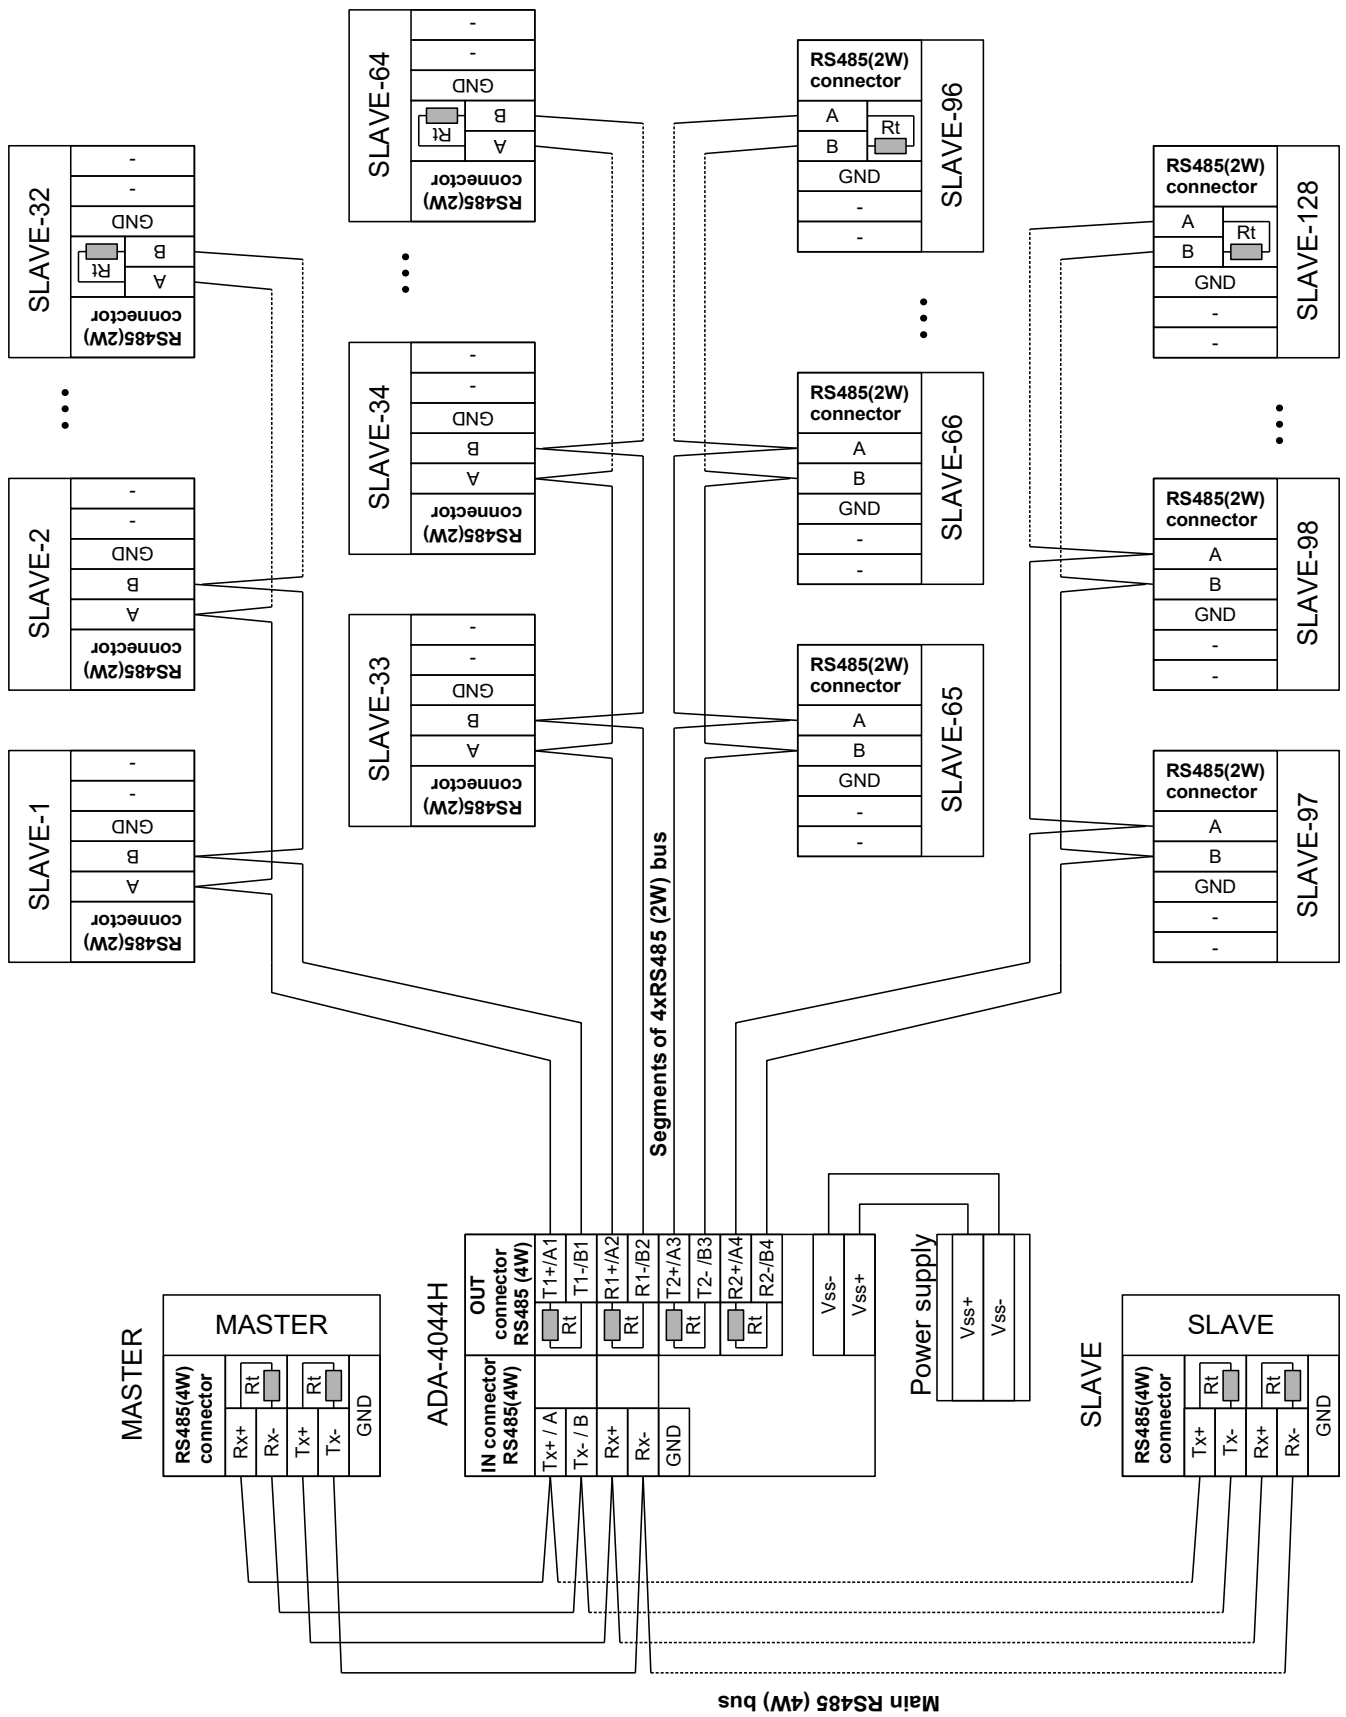 SLAVE-1
RS485(2W)
connector
A
B
GND
-
-
SLAVE-2
RS485(2W)
connector
A
B
GND
-
-
SLAVE-32
RS485(2W)
connector
A
B
Rt
GND
-
-
SLAVE-33
RS485(2W)
connector
A
B
GND
-
-
SLAVE-34
RS485(2W)
connector
A
B
GND
-
-
SLAVE-64
RS485(2W)
connector
A
B
Rt
GND
-
-
RS485(2W)
connector
A
B
GND
-
-
SLAVE-65
RS485(2W)
connector
A
B
GND
-
-
SLAVE-66
RS485(2W)
connector
A
B
Rt
GND
-
-
SLAVE-96
RS485(2W)
connector
A
B
GND
-
-
SLAVE-97
RS485(2W)
connector
A
B
GND
-
-
SLAVE-98
RS485(2W)
connector
A
B
Rt
GND
-
-
SLAVE-128
Segments of 4xRS485 (2W) bus
MASTER
MASTER
RS485(4W)
connector
Rx+
Rx-
Tx+
Tx-
GND
Rt
Rt
ADA-4044H
IN connector
RS485(4W)
Tx+ / A
Tx- / B
Rx+
Rx-
GND
OUT
connector
RS485 (4W)
T1+/A1
T1-/B1
R1+/A2
R1-/B2
T2+/A3
T2- /B3
R2+/A4
R2-/B4
Rt
Rt
Rt
Rt
Vss-
Vss+
Power supply
Vss+
Vss-
SLAVE
SLAVE
RS485(4W)
connector
Tx+
Tx-
Rx+
Rx-
GND
Rt
Rt
Main RS485 (4W) bus